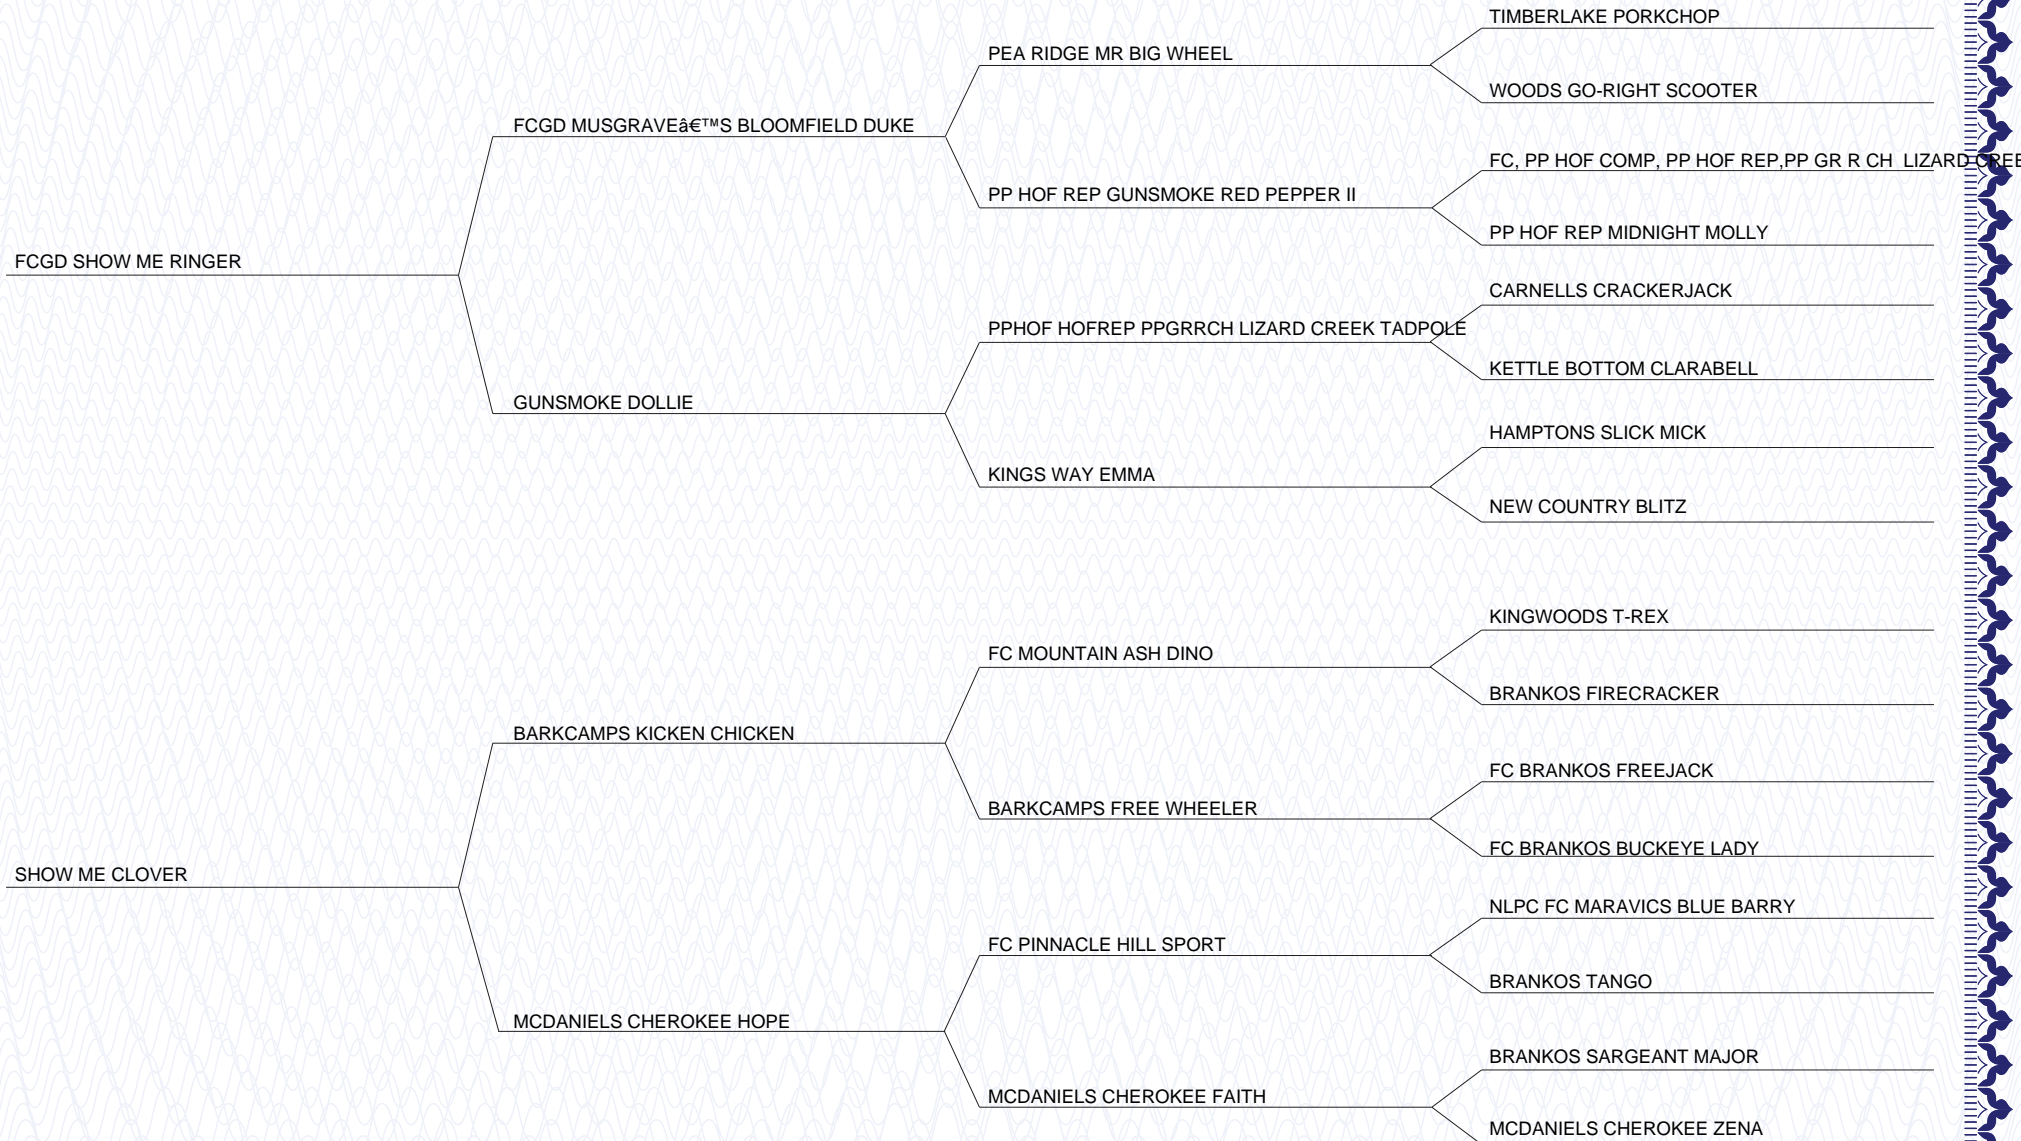 TIMBERLAKE PORKCHOP
PEA RIDGE MR BIG WHEEL
WOODS GO-RIGHT SCOOTER
FCGD MUSGRAVEâ€™S BLOOMFIELD DUKE
FC, PP HOF COMP, PP HOF REP,PP GR R CH LIZARD CREE
PP HOF REP GUNSMOKE RED PEPPER II
PP HOF REP MIDNIGHT MOLLY
FCGD SHOW ME RINGER
CARNELLS CRACKERJACK
PPHOF HOFREP PPGRRCH LIZARD CREEK TADPOLE
KETTLE BOTTOM CLARABELL
GUNSMOKE DOLLIE
HAMPTONS SLICK MICK
KINGS WAY EMMA
NEW COUNTRY BLITZ
KINGWOODS T-REX
FC MOUNTAIN ASH DINO
BRANKOS FIRECRACKER
BARKCAMPS KICKEN CHICKEN
FC BRANKOS FREEJACK
BARKCAMPS FREE WHEELER
FC BRANKOS BUCKEYE LADY
SHOW ME CLOVER
NLPC FC MARAVICS BLUE BARRY
FC PINNACLE HILL SPORT
BRANKOS TANGO
MCDANIELS CHEROKEE HOPE
BRANKOS SARGEANT MAJOR
MCDANIELS CHEROKEE FAITH
MCDANIELS CHEROKEE ZENA